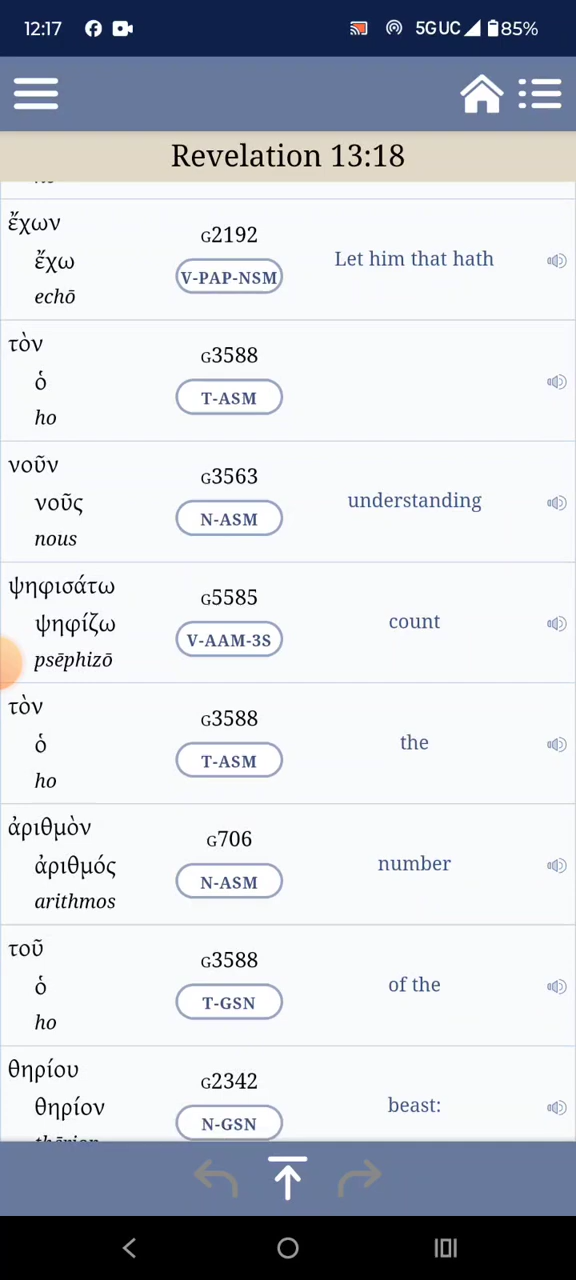 12:17 5GUC 85%
Revelation 13:18
ἔχων
ἔχω
echō
G2192
V-PAP-NSM
Let him that hath
τὸν
ὁ
ho
G3588
T-ASM
νοῦν
νοῦς
nous
G3563
N-ASM
understanding
ψηφισάτω
ψηφίζω
psēphizō
G5585
V-AAM-3S
count
τὸν
ὁ
ho
G3588
T-ASM
the
ἀριθμὸν
ἀριθμός
arithmos
G706
N-ASM
number
τοῦ
ὁ
ho
G3588
T-GSN
of the
θηρίου
θηρίον
thērion
G2342
N-GSN
beast: